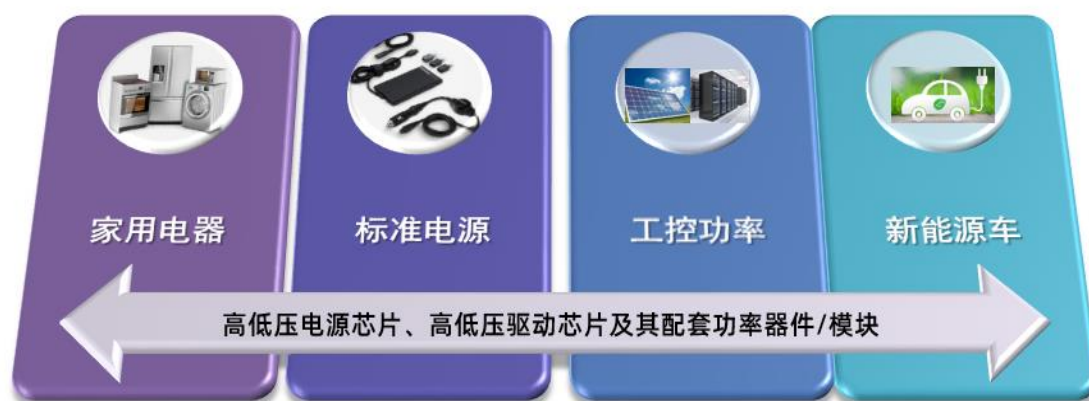 家用电器
标准电源
工控功率
新能源车
高低压电源芯片、高低压驱动芯片及其配套功率器件/模块